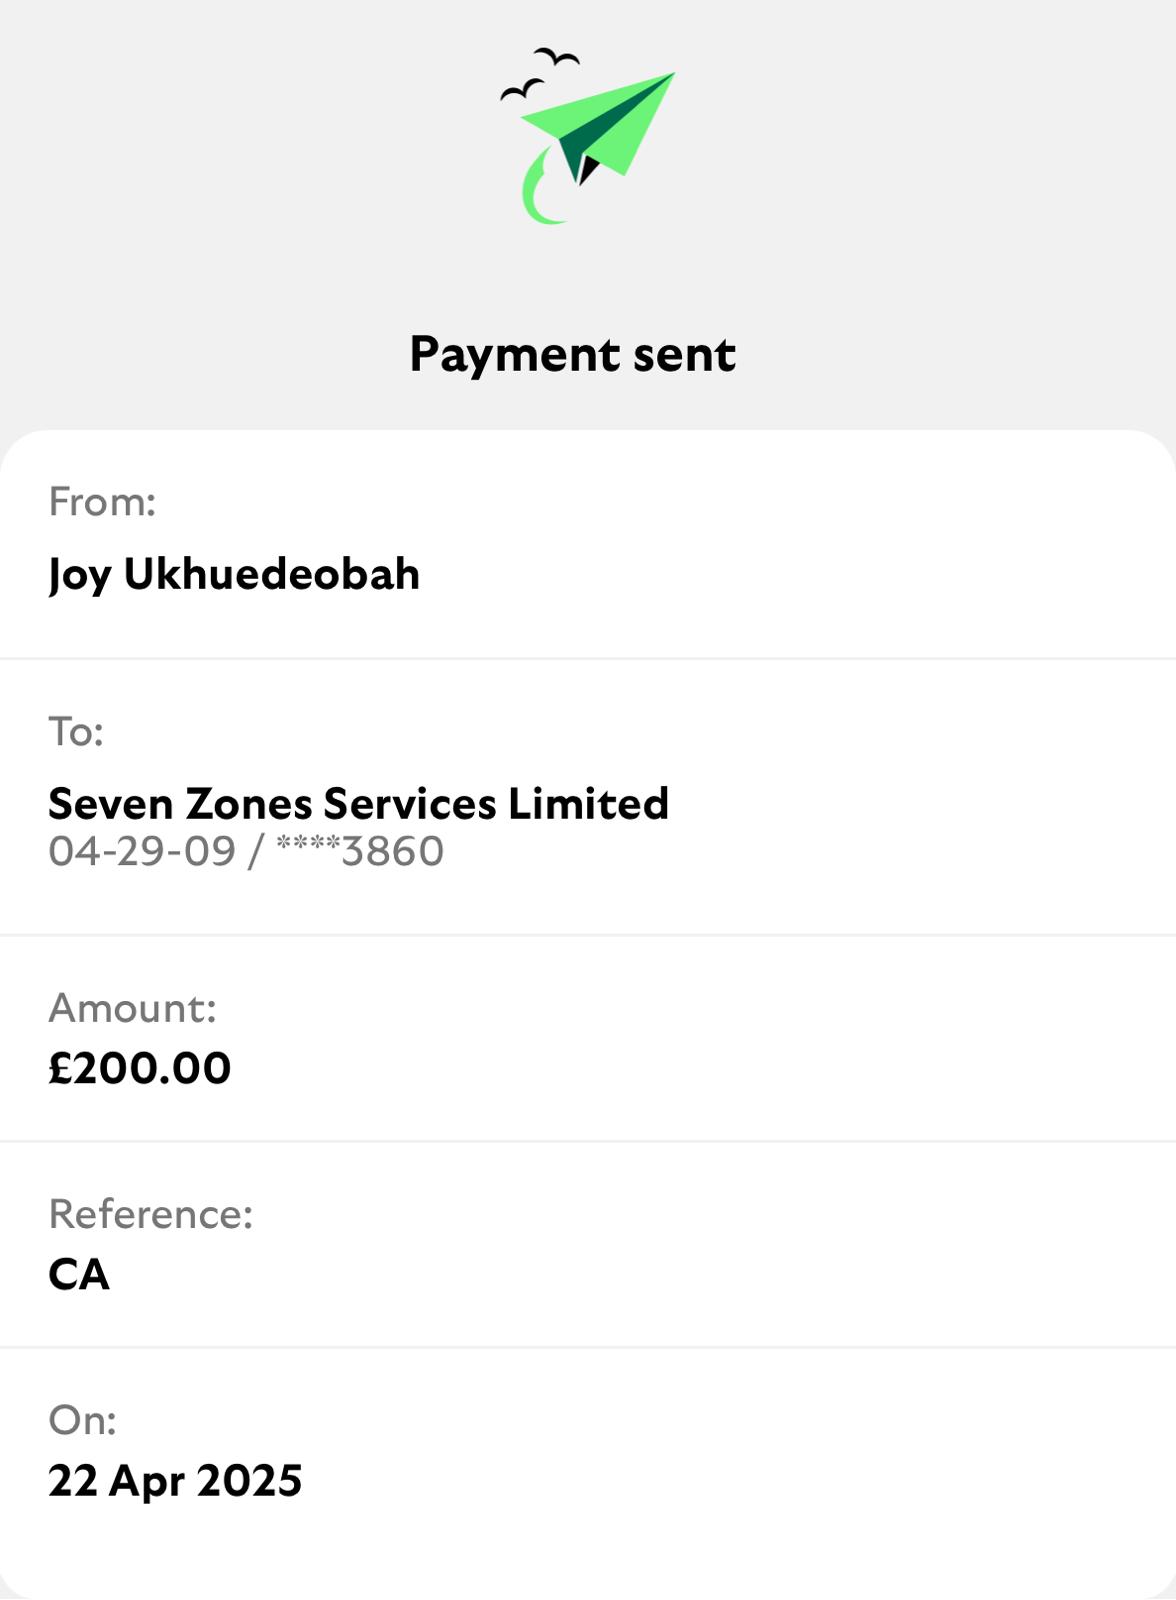 Payment sent
From:
Joy Ukhuedeobah
To:
Seven Zones Services Limited
04-29-09 / ****3860
Amount:
£200.00
Reference:
CA
On:
22 Apr 2025